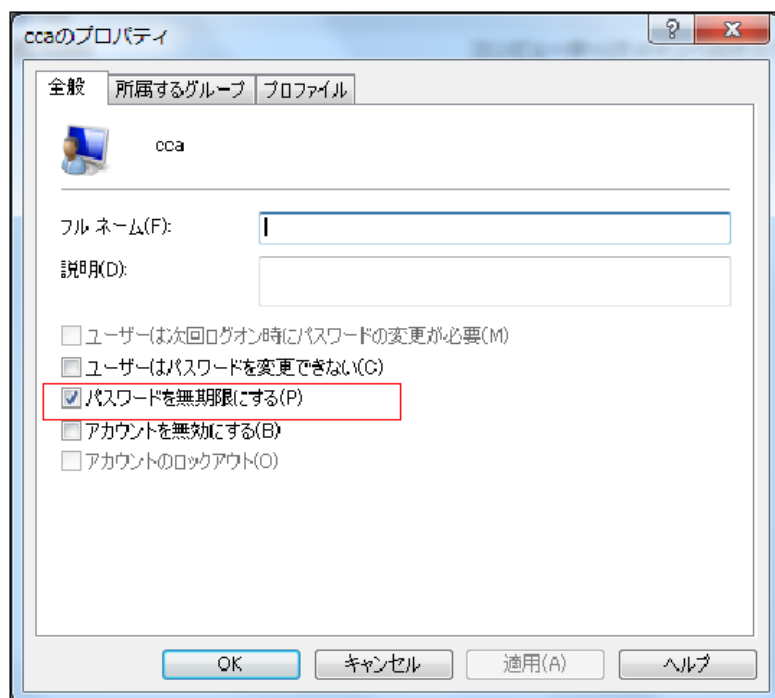 ccaのプロパティ
全般 所属するグループ プロファイル
cca
フル ネーム(F):
説明(D):
ユーザーは次回ログオン時にパスワードの変更が必要(M)
ユーザーはパスワードを変更できない(C)
パスワードを無期限にする(P)
アカウントを無効にする(B)
アカウントのロックアウト(O)
OK キャンセル 適用(A) ヘルプ